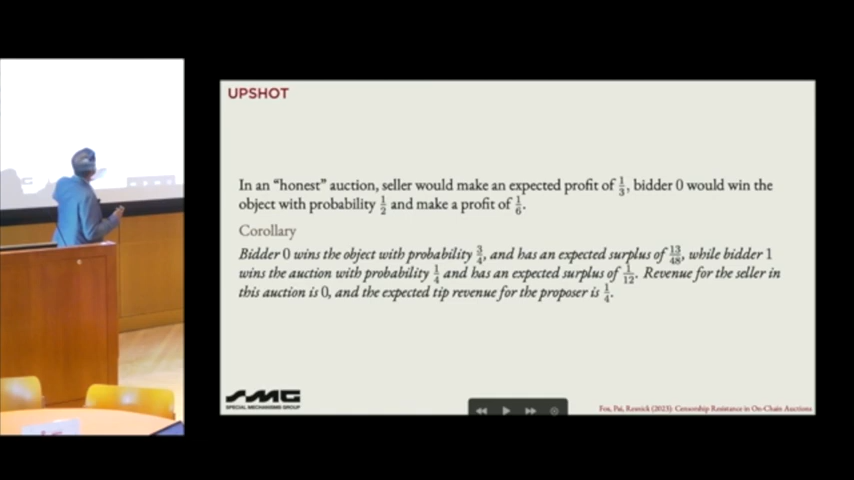 UPSHOT
In an “honest” auction, seller would make an expected profit of 1/3, bidder 0 would win the
object with probability 1/2 and make a profit of 1/6.
Corollary
Bidder 0 wins the object with probability 3/4, and has an expected surplus of 13/48, while bidder 1
wins the auction with probability 1/4 and has an expected surplus of 1/12. Revenue for the seller in
this auction is 0, and the expected tip revenue for the proposer is 1/4.
SMG
SPECIAL MECHANISMS GROUP
Fox, Pai, Resnick (2023): Censorship Resistance in On-Chain Auctions